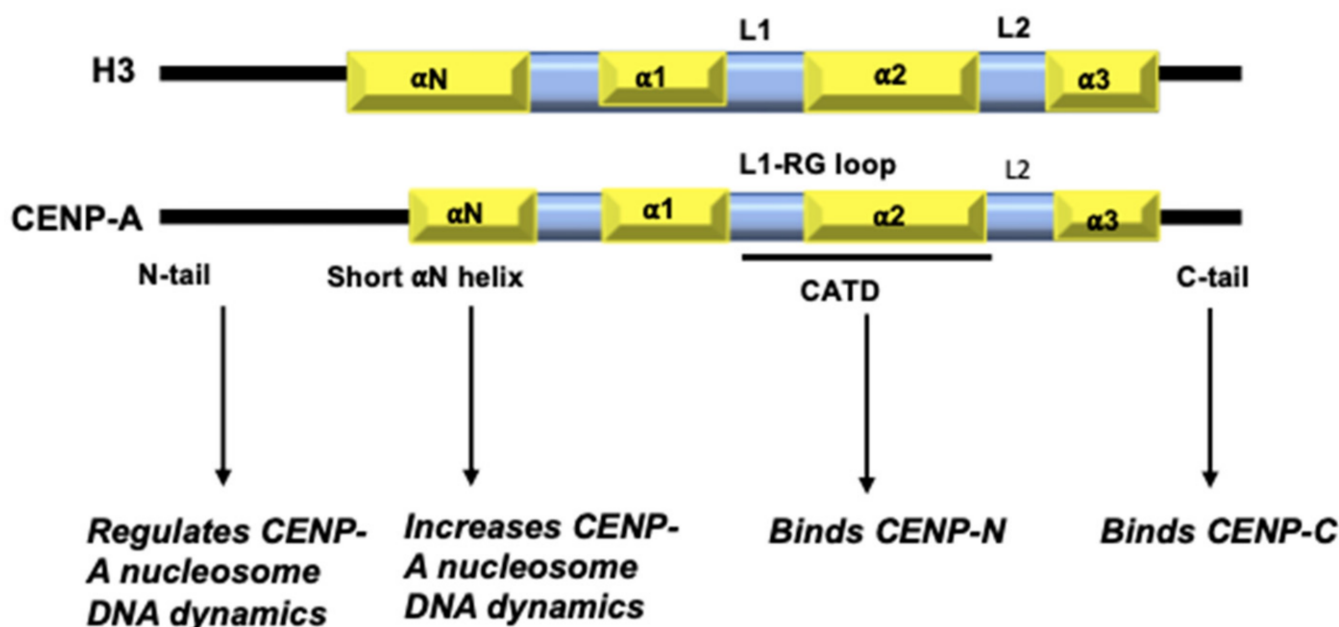 L1 L2
H3 αN α1 α2 α3
L1-RG loop L2
CENP-A αN α1 α2 α3
N-tail Short αN helix CATD C-tail
Regulates CENP-
A nucleosome
DNA dynamics
Increases CENP-
A nucleosome
DNA dynamics
Binds CENP-N
Binds CENP-C